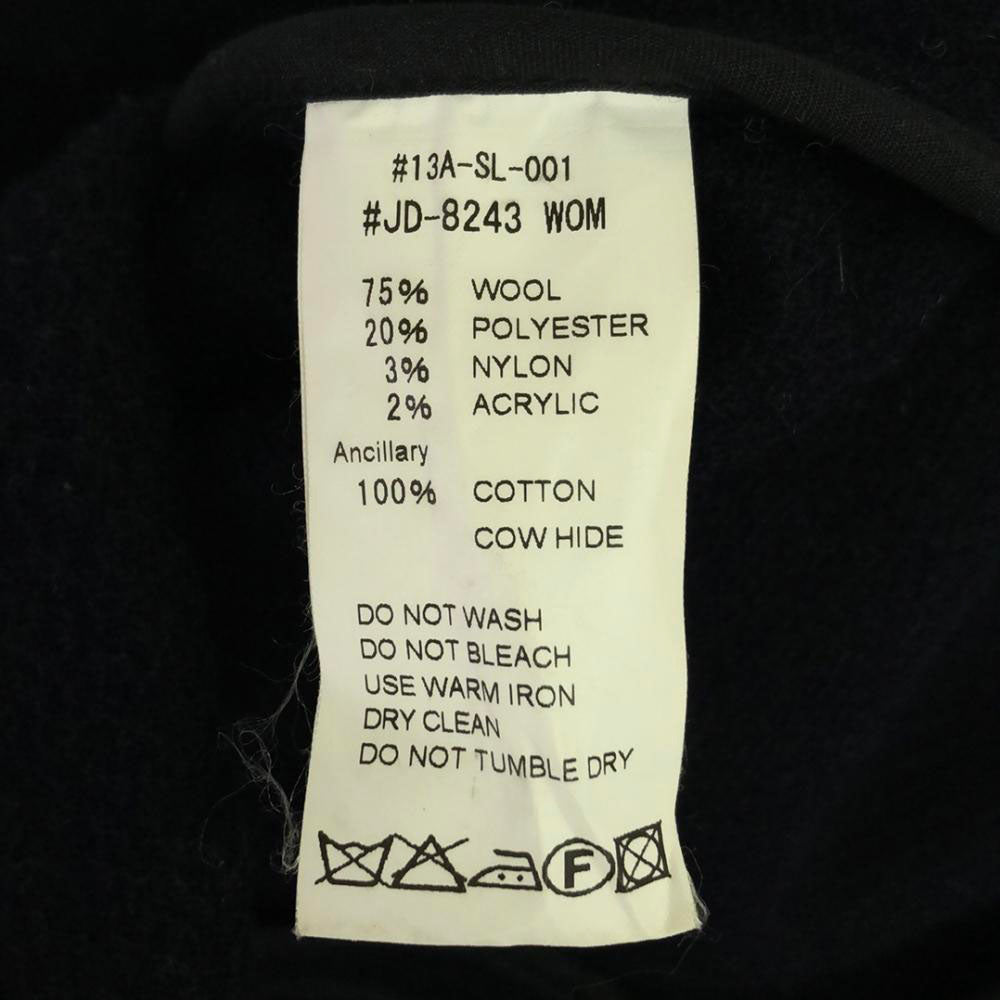 #13A-SL-001
#JD-8243 WOM
75% WOOL
20% POLYESTER
3% NYLON
2% ACRYLIC
Ancillary
100% COTTON
COW HIDE
DO NOT WASH
DO NOT BLEACH
USE WARM IRON
DRY CLEAN
DO NOT TUMBLE DRY
F